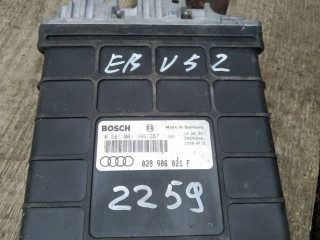 EB V52
BOSCH
Made in Germany
0 281 001
028 906 021 F
2259